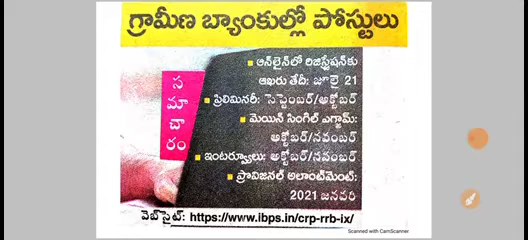 గ్రామీణ బ్యాంకుల్లో పోస్టులు
సమాచారం
▪ ఆన్‌లైన్‌లో రిజిస్ట్రేషన్‌కు
ఆఖరు తేదీ: జూలై 21
▪ ప్రిలిమినరీ: సెప్టెంబర్/అక్టోబర్
▪ మెయిన్ సింగిల్ ఎగ్జామ్:
అక్టోబర్/నవంబర్
▪ ఇంటర్వ్యూలు: అక్టోబర్/నవంబర్
▪ ప్రొవిజనల్ అలాంట్‌మెంట్:
2021 జనవరి
వెబ్‌సైట్: https://www.ibps.in/crp-rrb-ix/
Scanned with CamScanner